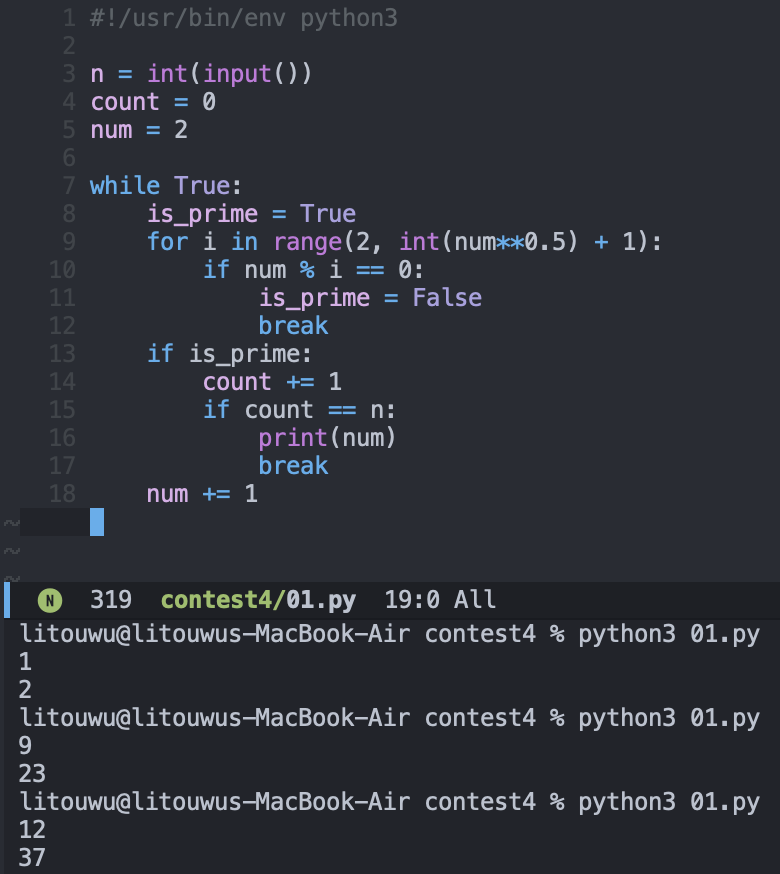 1 #!/usr/bin/env python3
2
3 n = int(input())
4 count = 0
5 num = 2
6
7 while True:
8     is_prime = True
9     for i in range(2, int(num**0.5) + 1):
10         if num % i == 0:
11             is_prime = False
12             break
13     if is_prime:
14         count += 1
15         if count == n:
16             print(num)
17             break
18     num += 1
~
~
~
N 319 contest4/01.py 19:0 All
litouwu@litouwus-MacBook-Air contest4 % python3 01.py
1
2
litouwu@litouwus-MacBook-Air contest4 % python3 01.py
9
23
litouwu@litouwus-MacBook-Air contest4 % python3 01.py
12
37